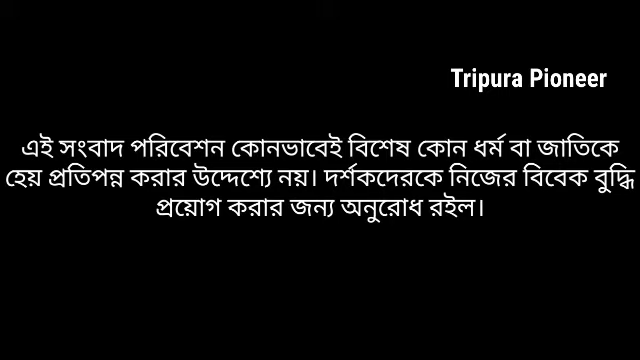 Tripura Pioneer
এই সংবাদ পরিবেশন কোনভাবেই বিশেষ কোন ধর্ম বা জাতিকে
হেয় প্রতিপন্ন করার উদ্দেশ্যে নয়। দর্শকদেরকে নিজের বিবেক বুদ্ধি
প্রয়োগ করার জন্য অনুরোধ রইল।